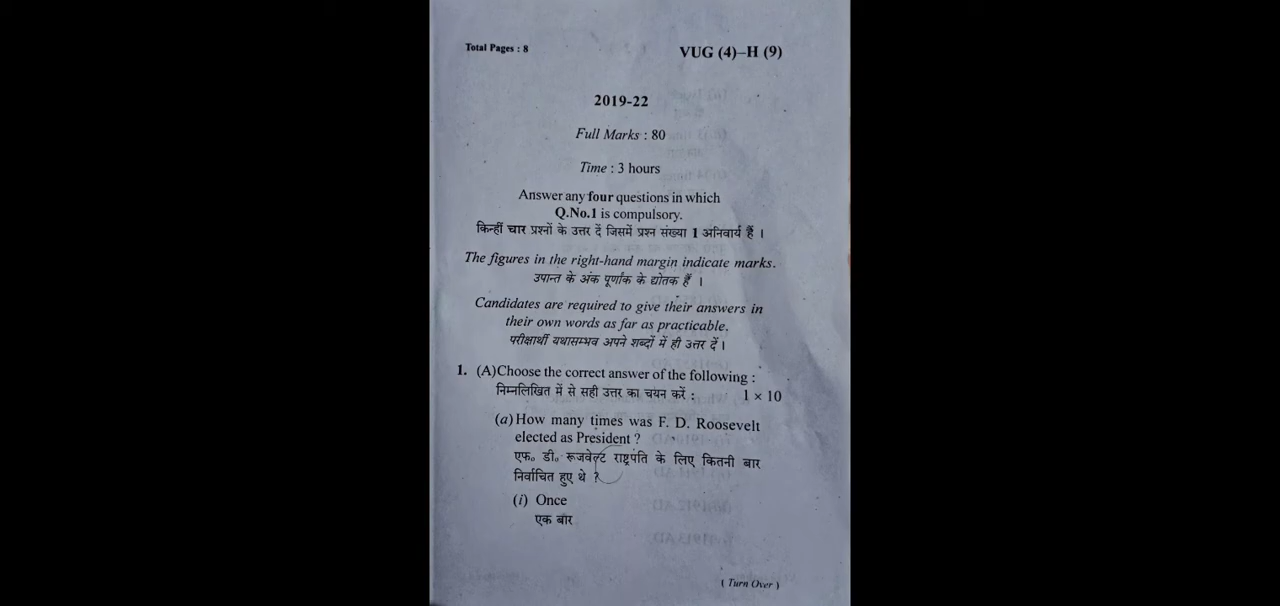 Total Pages : 8
VUG (4)–H (9)
2019-22
Full Marks : 80
Time : 3 hours
Answer any four questions in which
Q.No.1 is compulsory.
किन्हीं चार प्रश्नों के उत्तर दें जिसमें प्रश्न संख्या 1 अनिवार्य हैं ।
The figures in the right-hand margin indicate marks.
उपान्त के अंक पूर्णांक के द्योतक हैं ।
Candidates are required to give their answers in
their own words as far as practicable.
परीक्षार्थी यथासम्भव अपने शब्दों में ही उत्तर दें ।
1. (A) Choose the correct answer of the following :
निम्नलिखित में से सही उत्तर का चयन करें : 1 × 10
(a) How many times was F. D. Roosevelt
elected as President ?
एफ० डी० रूजवेल्ट राष्ट्रपति के लिए कितनी बार
निर्वाचित हुए थे ?
(i) Once
एक बार
( Turn Over )